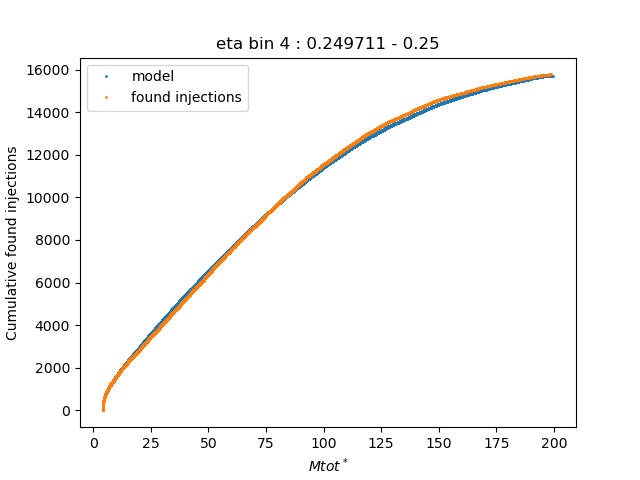 eta bin 4 : 0.249711 - 0.25
model
found injections
Cumulative found injections
16000
14000
12000
10000
8000
6000
4000
2000
0
0 25 50 75 100 125 150 175 200
Mtot*